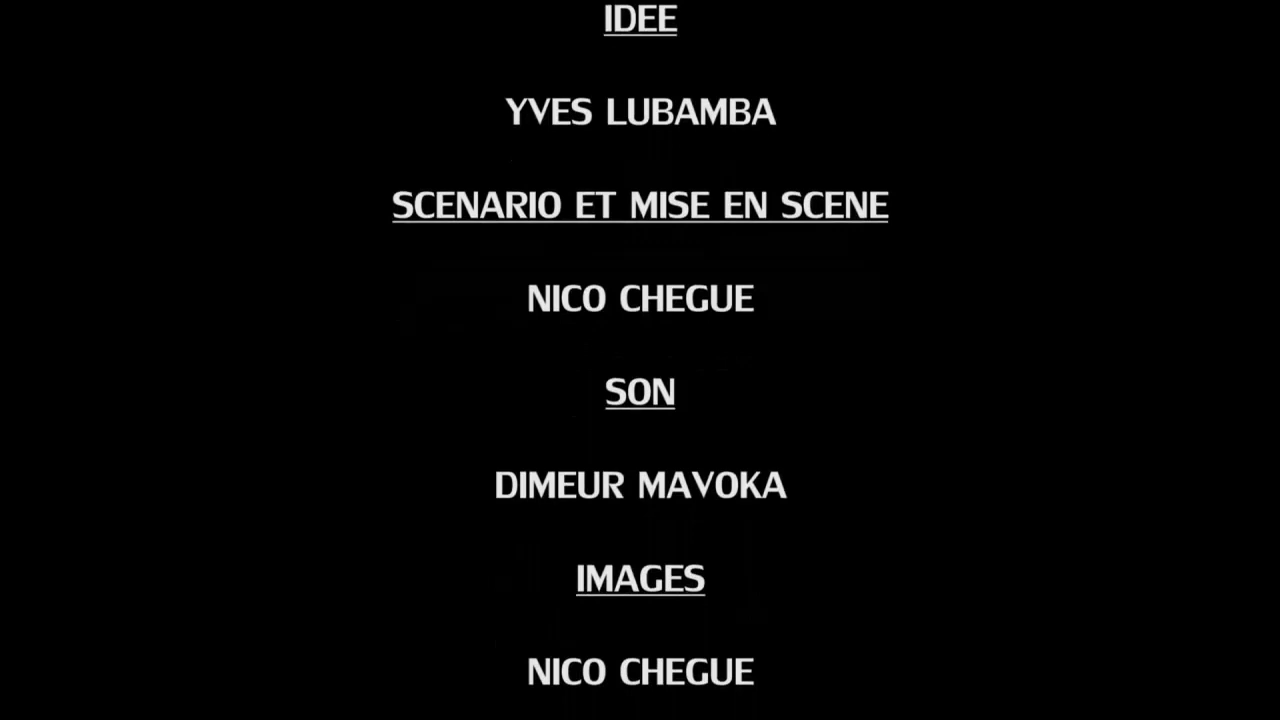 IDEE
YVES LUBAMBA
SCENARIO ET MISE EN SCENE
NICO CHEGUE
SON
DIMEUR MAVOKA
IMAGES
NICO CHEGUE